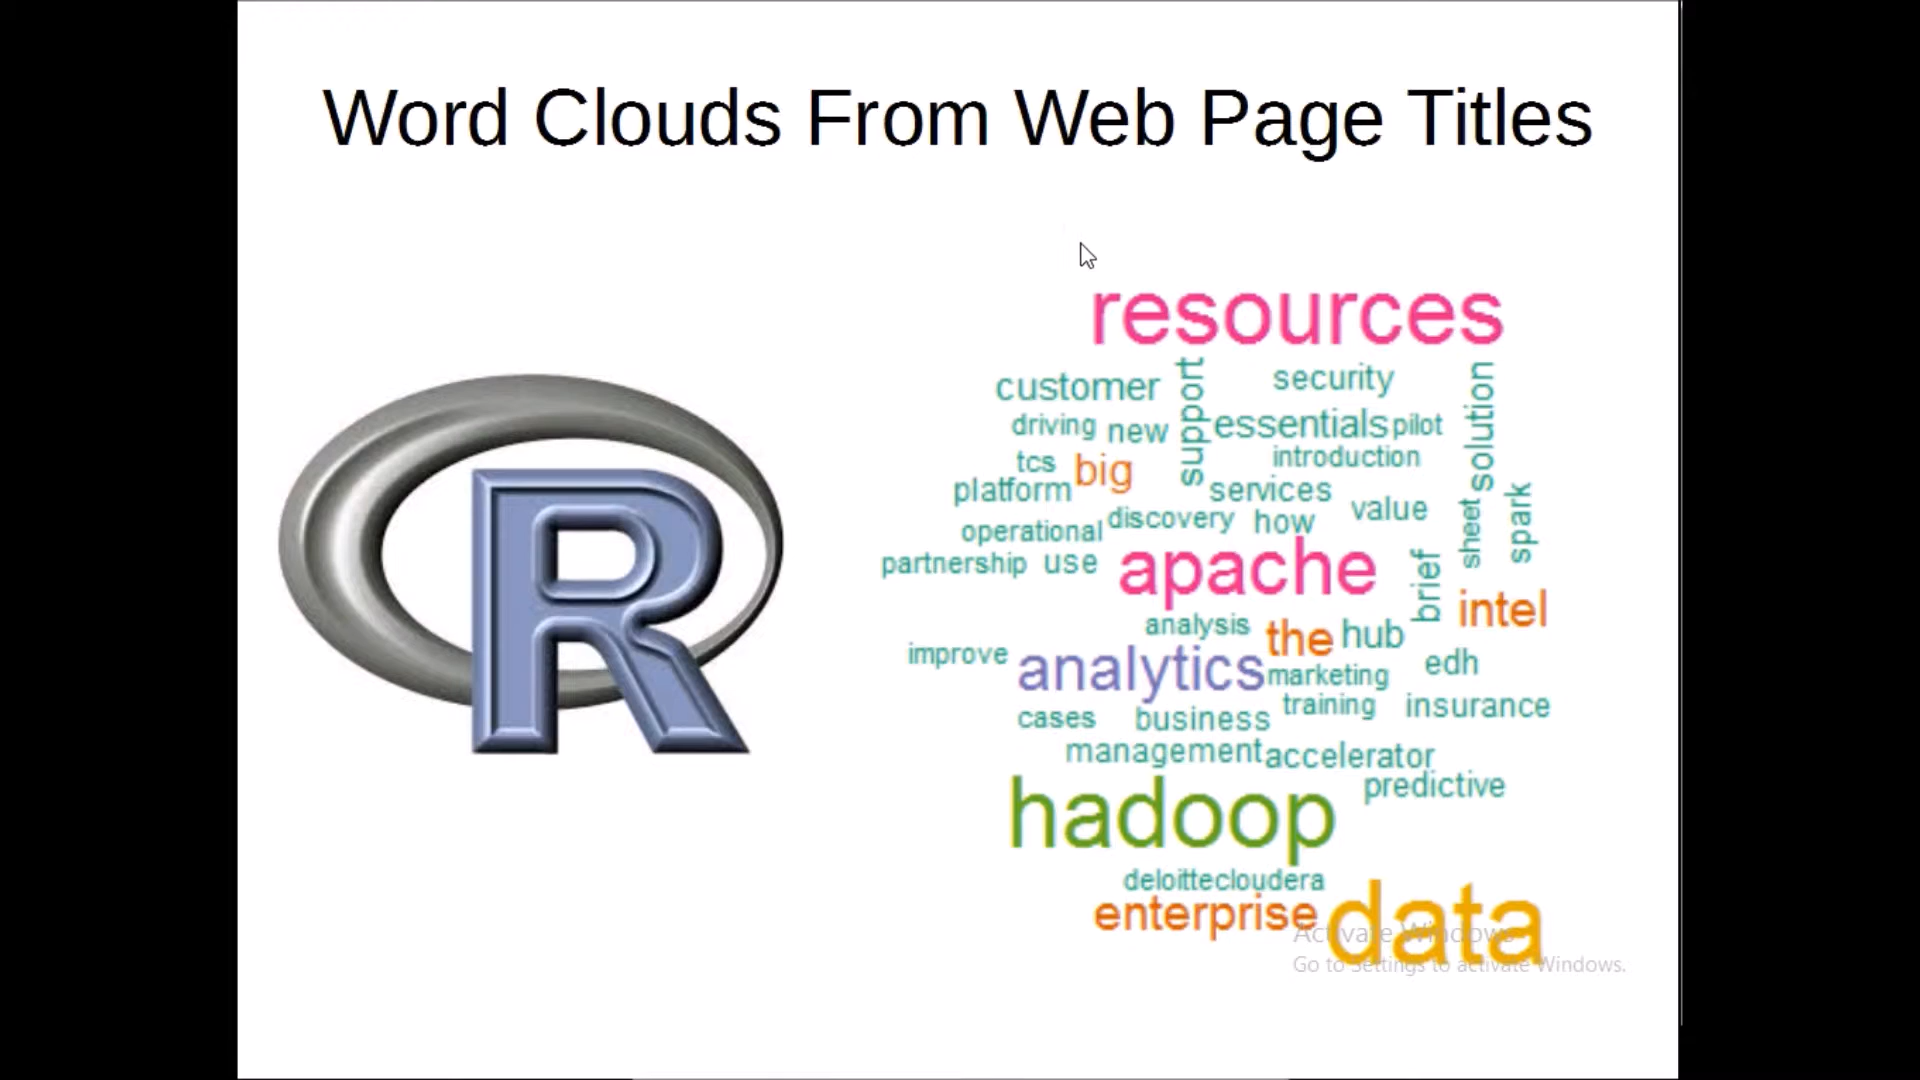 Word Clouds From Web Page Titles
R
resources
customer
support
security
solution
driving
new
essentials
pilot
tcs
big
introduction
platform
services
value
sheet
spark
operational
discovery
how
partnership
use
apache
brief
intel
analysis
the
hub
improve
analytics
marketing
edh
cases
business
training
insurance
management
accelerator
predictive
hadoop
deloittecloudera
enterprise
data
Activate Windows
Go to Settings to activate Windows.